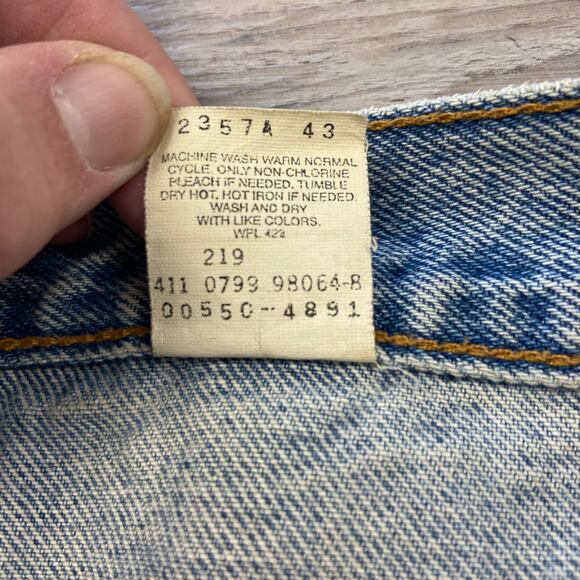 2357A 43
MACHINE WASH WARM NORMAL
CYCLE. ONLY NON-CHLORINE
BLEACH IF NEEDED. TUMBLE
DRY HOT. HOT IRON IF NEEDED.
WASH AND DRY
WITH LIKE COLORS.
WPL 423
219
411 0799 98064-8
00550-4891